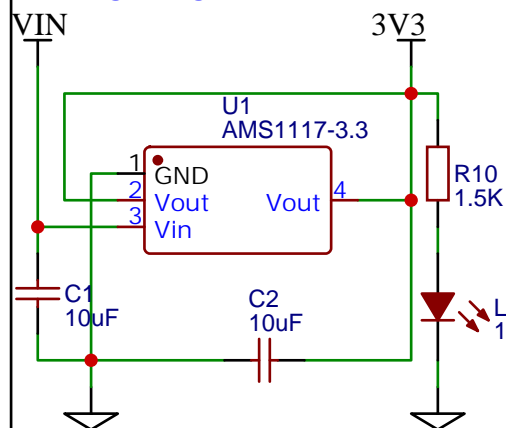 VIN
3V3
U1
AMS1117-3.3
1
GND
2
Vout
Vout
4
3
Vin
R10
1.5K
C1
10uF
C2
10uF
L
1